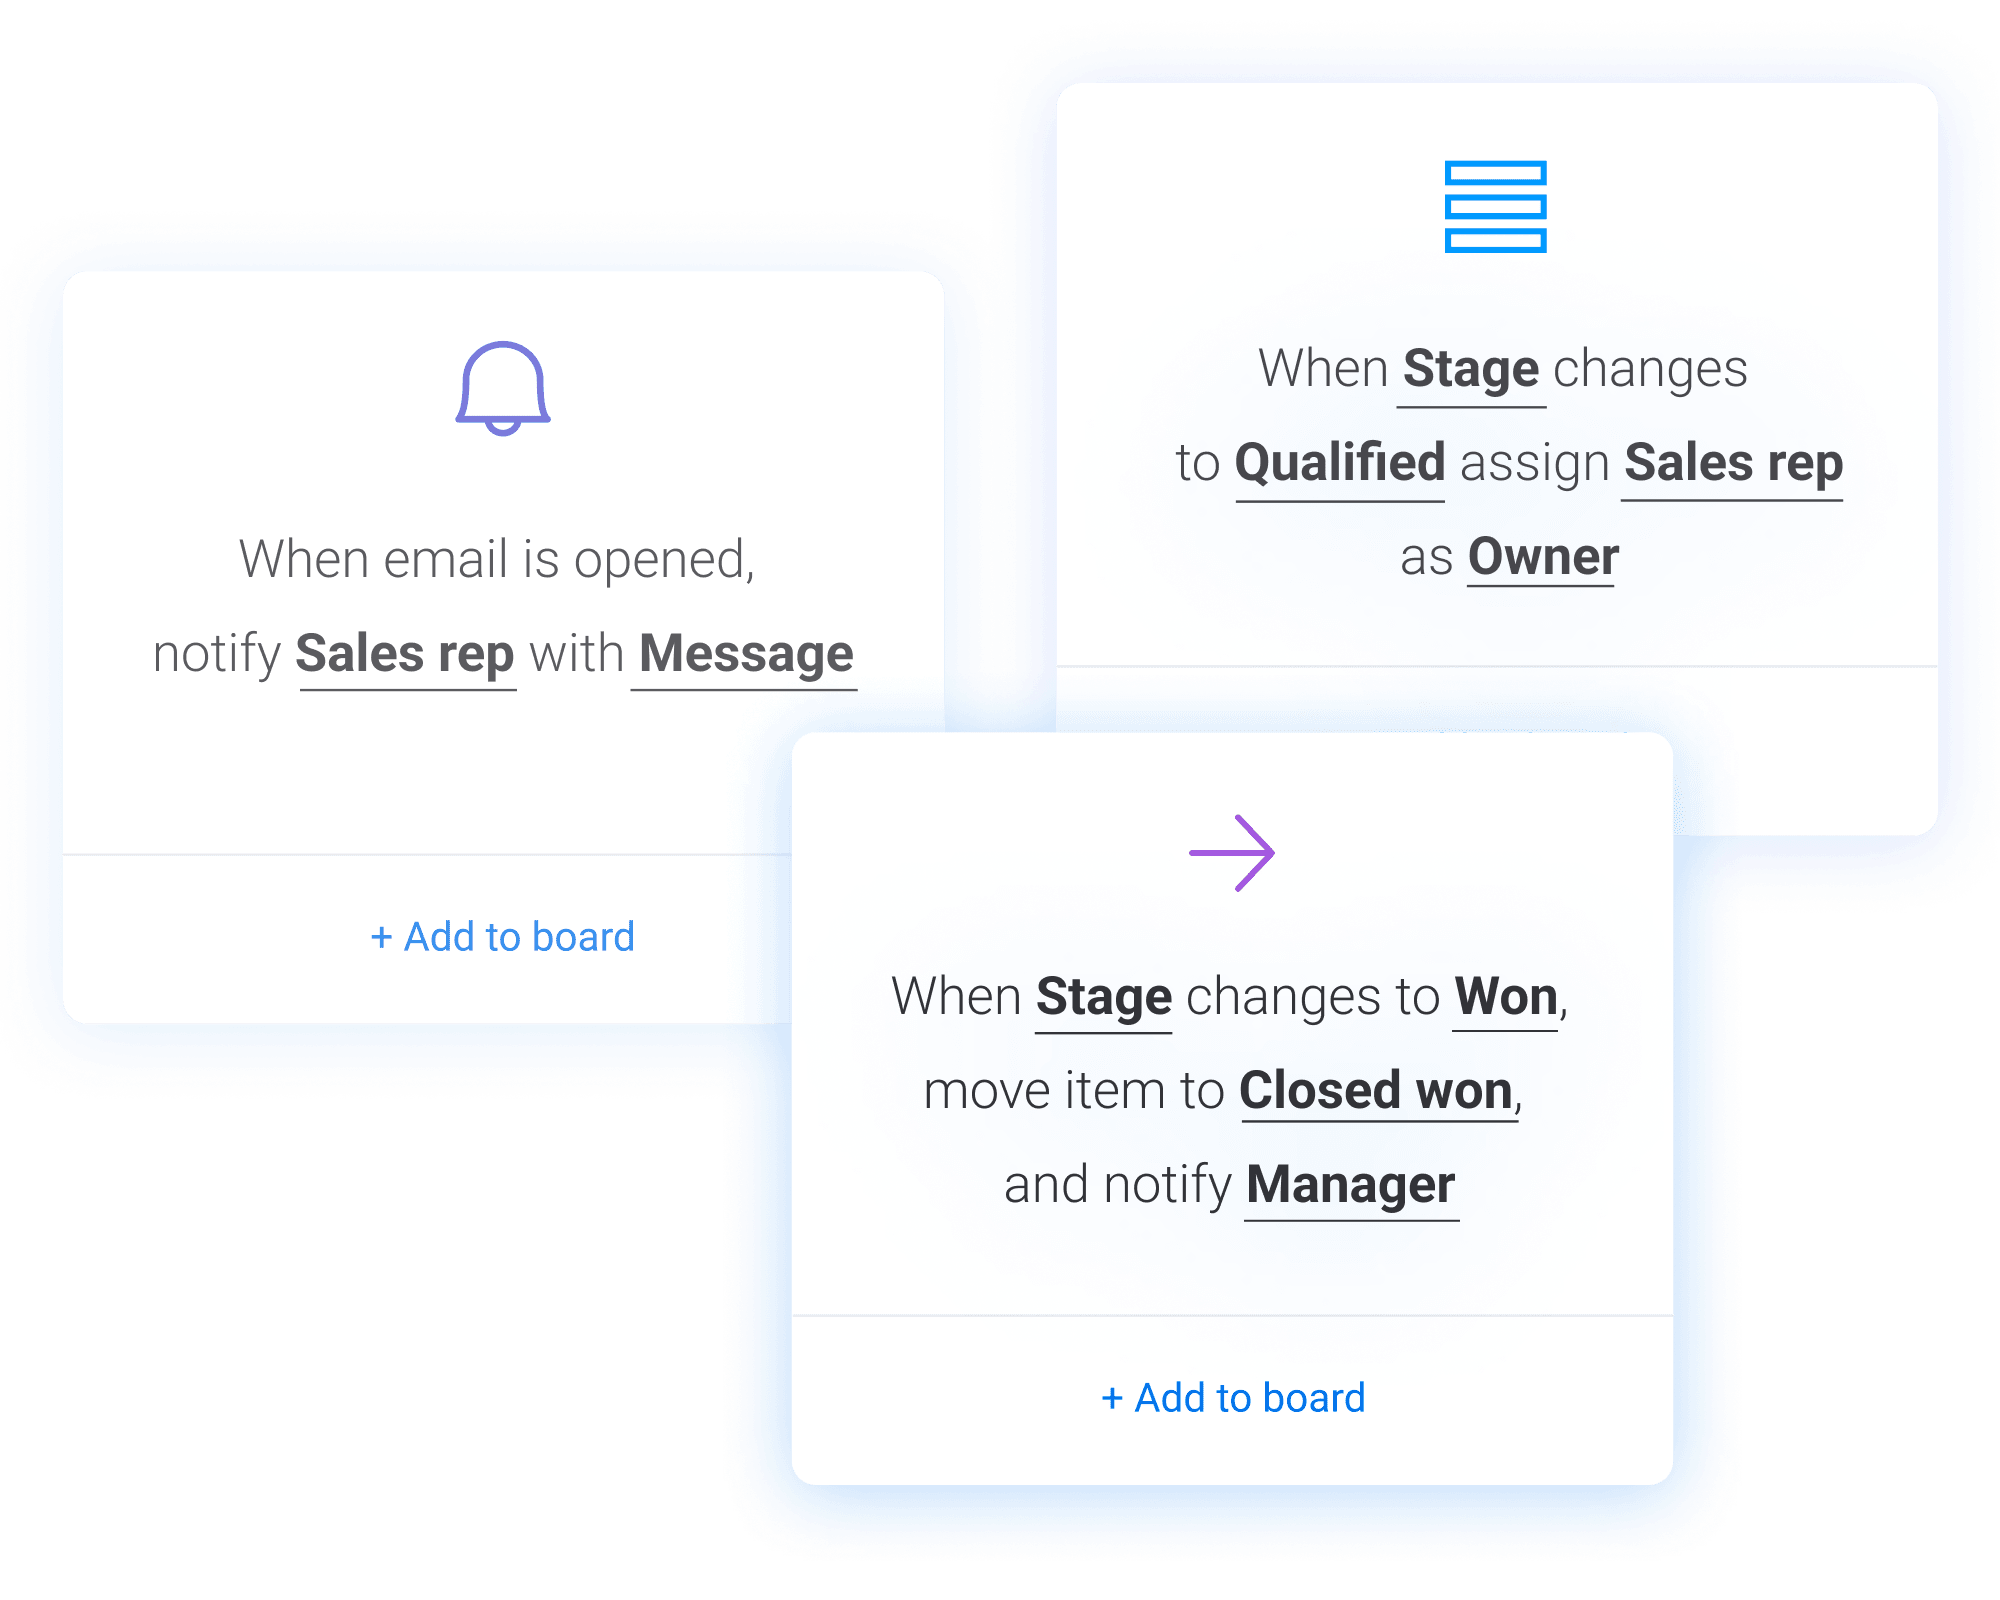 When email is opened,
notify Sales rep with Message
+ Add to board
When Stage changes
to Qualified assign Sales rep
as Owner
When Stage changes to Won,
move item to Closed won,
and notify Manager
+ Add to board